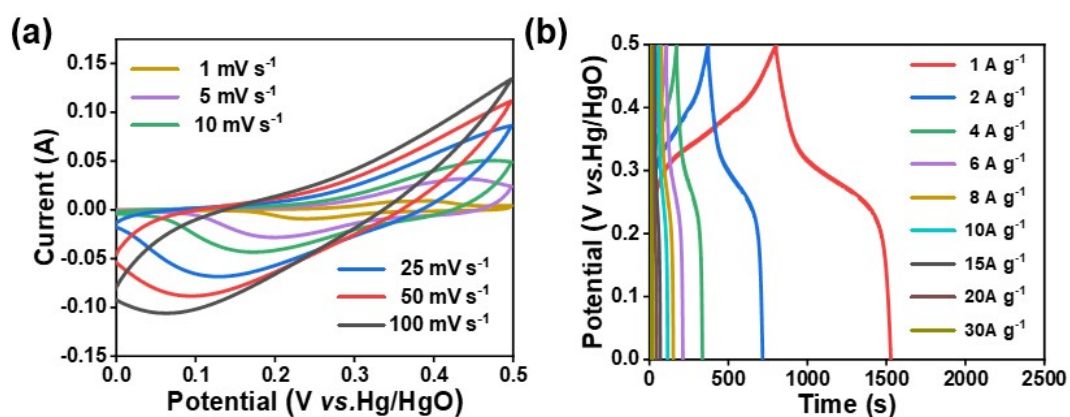 (a)
Current (A)
0.15
0.10
0.05
0.00
-0.05
-0.10
-0.15
1 mV s⁻¹
5 mV s⁻¹
10 mV s⁻¹
25 mV s⁻¹
50 mV s⁻¹
100 mV s⁻¹
0.0 0.1 0.2 0.3 0.4 0.5
Potential (V vs.Hg/HgO)
(b)
Potential (V vs.Hg/HgO)
0.5
0.4
0.3
0.2
0.1
0.0
1 A g⁻¹
2 A g⁻¹
4 A g⁻¹
6 A g⁻¹
8 A g⁻¹
10A g⁻¹
15A g⁻¹
20A g⁻¹
30A g⁻¹
0 500 1000 1500 2000 2500
Time (s)